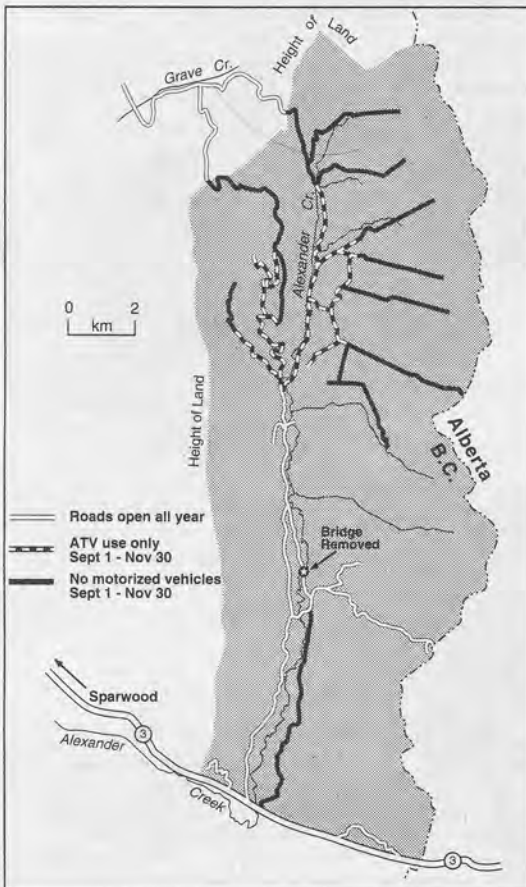 Grave Cr.
Height of Land
Alexander Cr.
0 2
km
Height of Land
Alberta
B.C.
Roads open all year
ATV use only
Sept 1 - Nov 30
Bridge
Removed
No motorized vehicles
Sept 1 - Nov 30
Sparwood
3
Alexander
Creek
3